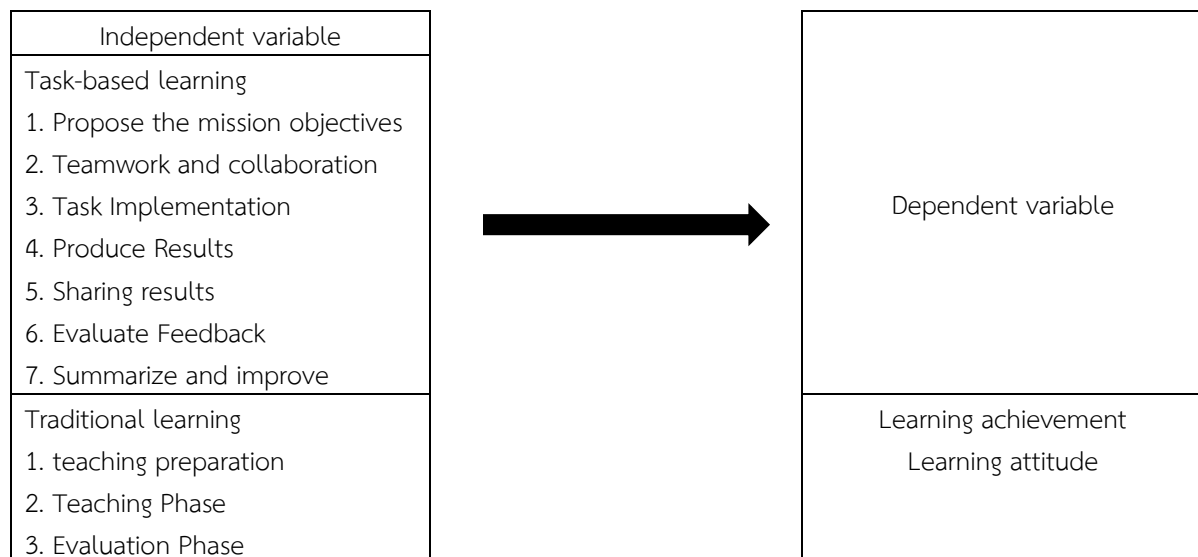 Independent variable
Task-based learning
1. Propose the mission objectives
2. Teamwork and collaboration
3. Task Implementation
4. Produce Results
5. Sharing results
6. Evaluate Feedback
7. Summarize and improve
Traditional learning
1. teaching preparation
2. Teaching Phase
3. Evaluation Phase
Dependent variable
Learning achievement
Learning attitude